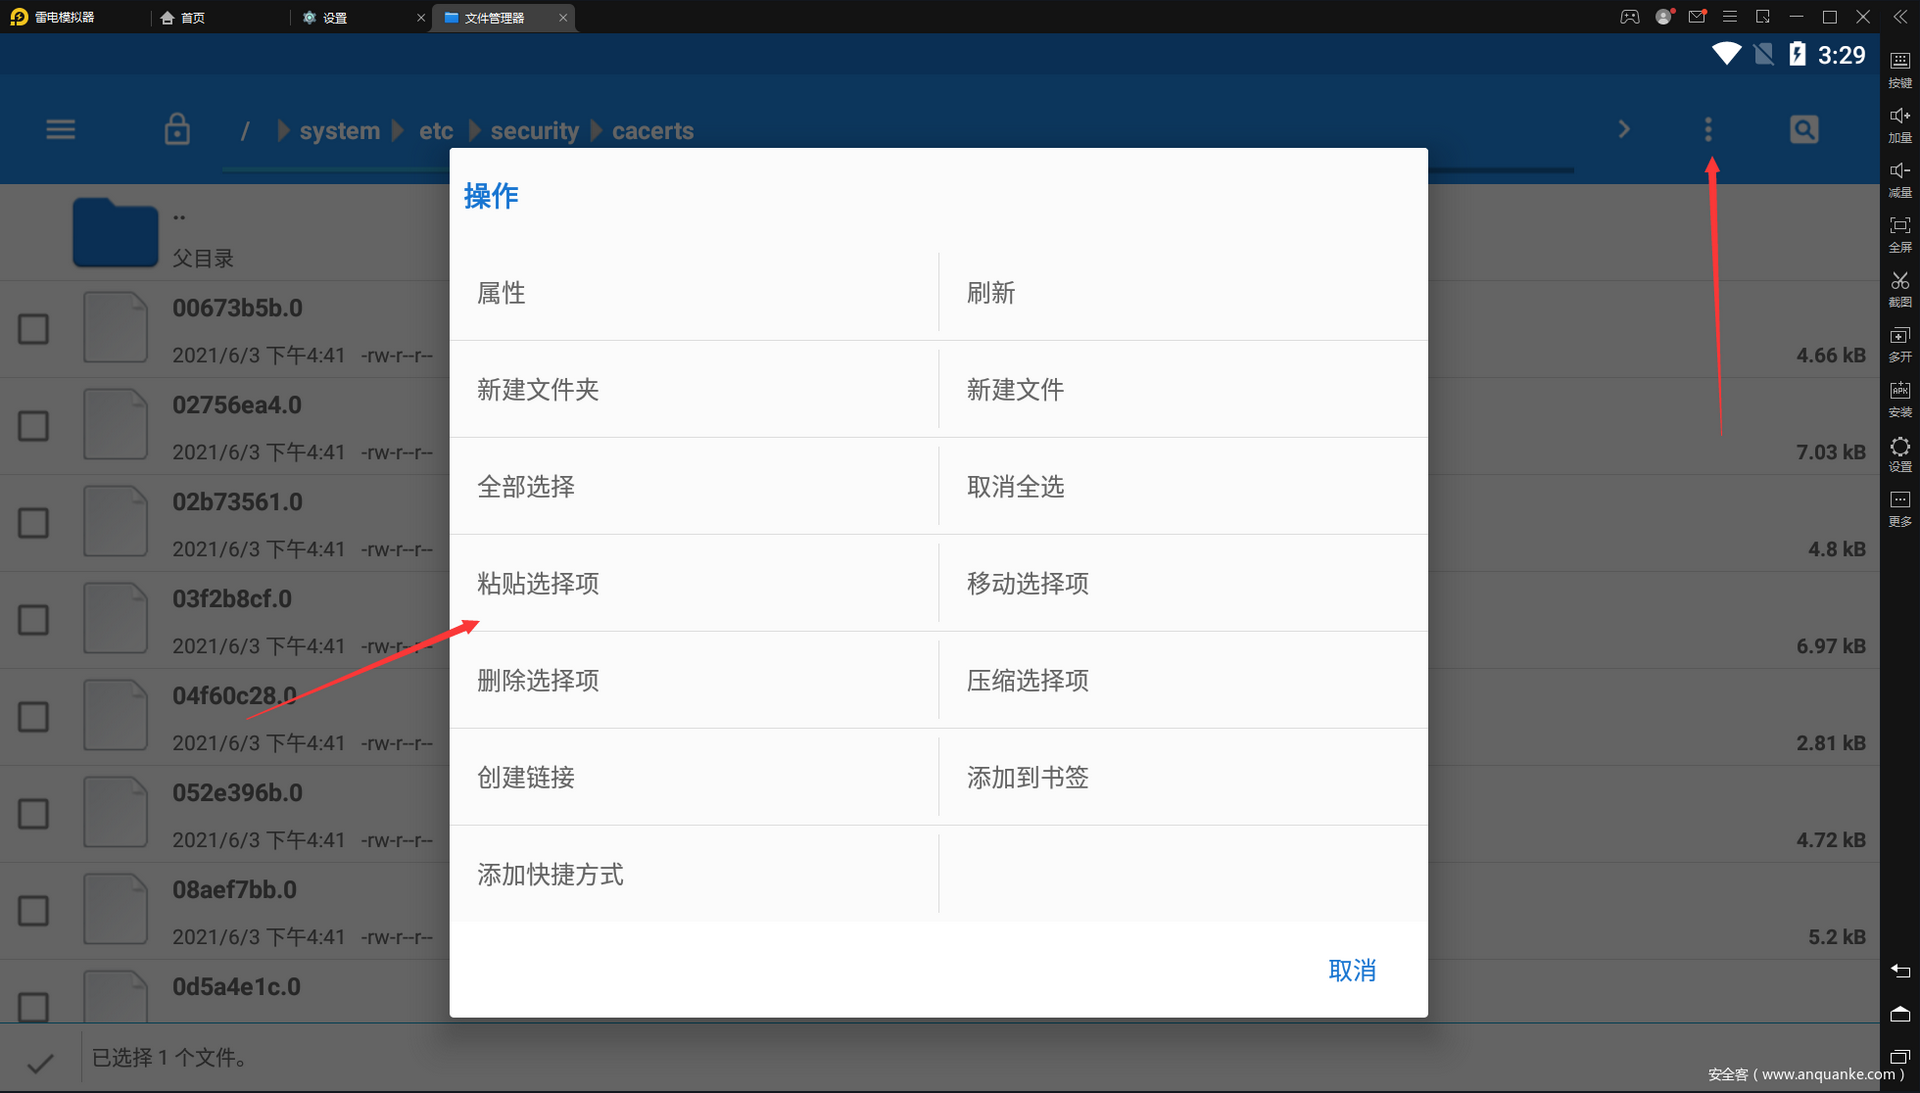 雷电模拟器
首页
设置
文件管理器
3:29
/ system etc security cacerts
操作
属性
刷新
新建文件夹
新建文件
全部选择
取消全选
粘贴选择项
移动选择项
删除选择项
压缩选择项
创建链接
添加到书签
添加快捷方式
取消
..
父目录
00673b5b.0
2021/6/3 下午4:41 -rw-r--r--
4.66 kB
02756ea4.0
2021/6/3 下午4:41 -rw-r--r--
7.03 kB
02b73561.0
2021/6/3 下午4:41 -rw-r--r--
4.8 kB
03f2b8cf.0
2021/6/3 下午4:41 -rw-r--r--
6.97 kB
04f60c28.0
2021/6/3 下午4:41 -rw-r--r--
2.81 kB
052e396b.0
2021/6/3 下午4:41 -rw-r--r--
4.72 kB
08aef7bb.0
2021/6/3 下午4:41 -rw-r--r--
5.2 kB
0d5a4e1c.0
已选择 1 个文件。
按键
加量
减量
全屏
截图
多开
APK
安装
设置
更多
安全客（www.anquanke.com）